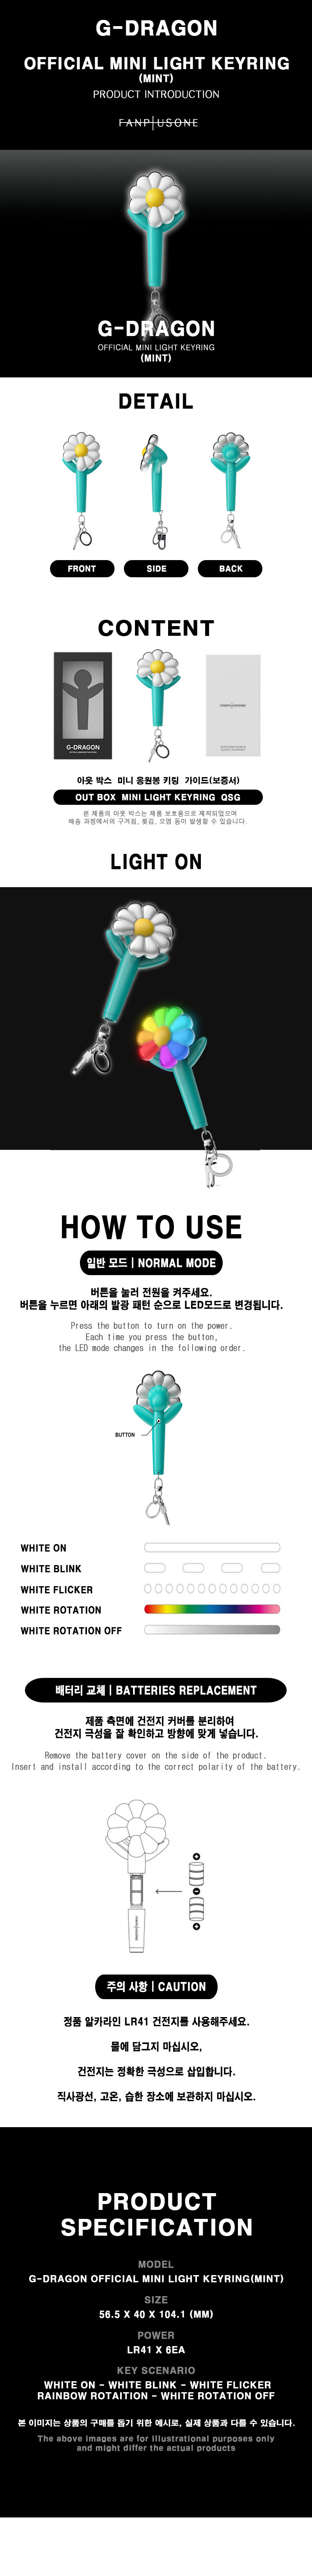 G-DRAGON
OFFICIAL MINI LIGHT KEYRING
(MINT)
PRODUCT INTRODUCTION
FANPLUSONE
G-DRAGON
OFFICIAL MINI LIGHT KEYRING
(MINT)
DETAIL
FRONT SIDE BACK
CONTENT
G-DRAGON
FANPLUSONE
아웃 박스 미니 응원봉 키링 가이드(보증서)
OUT BOX MINI LIGHT KEYRING QSG
본 제품의 아웃 박스는 제품 보호용으로 제작되었으며
배송 과정에서의 구겨짐, 찢김, 오염 등이 발생할 수 있습니다.
LIGHT ON
HOW TO USE
일반 모드 | NORMAL MODE
버튼을 눌러 전원을 켜주세요.
버튼을 누르면 아래의 발광 패턴 순으로 LED모드로 변경됩니다.
Press the button to turn on the power.
Each time you press the button,
the LED mode changes in the following order.
BUTTON
WHITE ON
WHITE BLINK
WHITE FLICKER
WHITE ROTATION
WHITE ROTATION OFF
배터리 교체 | BATTERIES REPLACEMENT
제품 측면에 건전지 커버를 분리하여
건전지 극성을 잘 확인하고 방향에 맞게 넣습니다.
Remove the battery cover on the side of the product.
Insert and install according to the correct polarity of the battery.
FANPLUSONE
주의 사항 | CAUTION
정품 알카라인 LR41 건전지를 사용해주세요.
물에 담그지 마십시오,
건전지는 정확한 극성으로 삽입합니다.
직사광선, 고온, 습한 장소에 보관하지 마십시오.
PRODUCT
SPECIFICATION
MODEL
G-DRAGON OFFICIAL MINI LIGHT KEYRING(MINT)
SIZE
56.5 X 40 X 104.1 (MM)
POWER
LR41 X 6EA
KEY SCENARIO
WHITE ON - WHITE BLINK - WHITE FLICKER
RAINBOW ROTAITION - WHITE ROTATION OFF
본 이미지는 상품의 구매를 돕기 위한 예시로, 실제 상품과 다를 수 있습니다.
The above images are for illustrational purposes only
and might differ the actual products